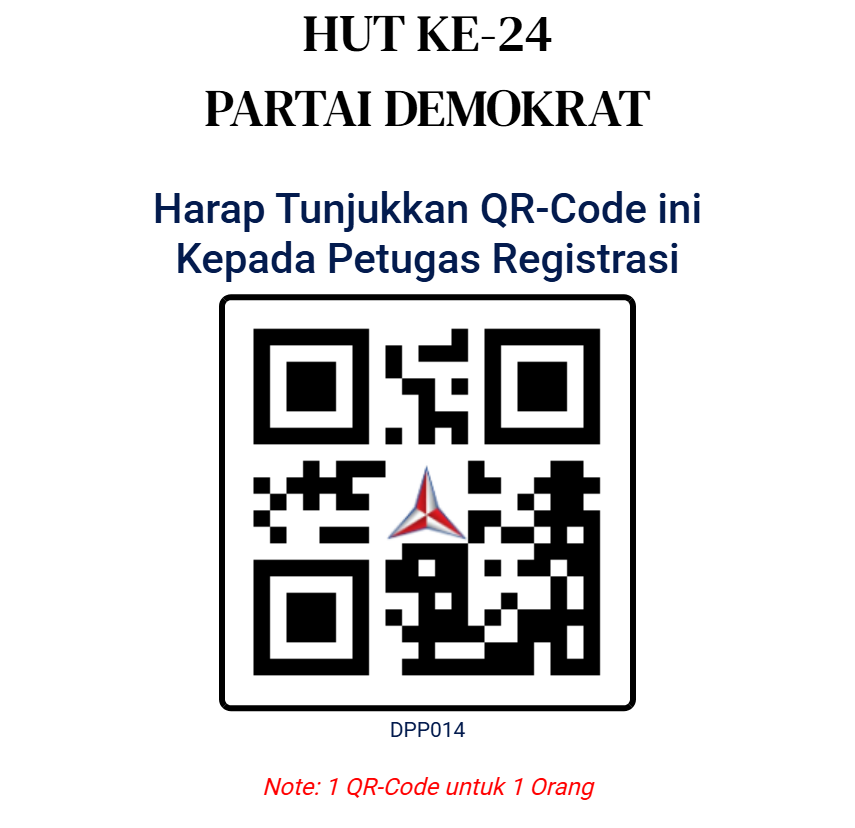 HUT KE-24
PARTAI DEMOKRAT
Harap Tunjukkan QR-Code ini
Kepada Petugas Registrasi
DPP014
Note: 1 QR-Code untuk 1 Orang